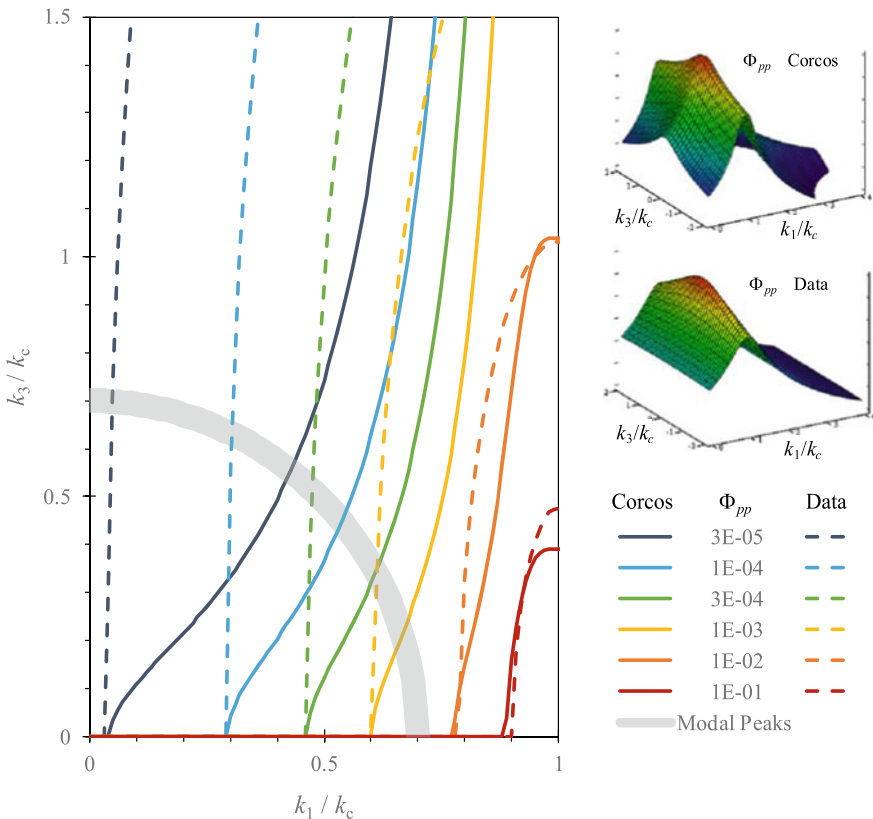 1.5
1
0.5
0
k3 / kc
0
0.5
1
k1 / kc
Φpp Corcos
k3/kc
k1/kc
Φpp Data
k3/kc
k1/kc
Corcos Φpp Data
3E-05
1E-04
3E-04
1E-03
1E-02
1E-01
Modal Peaks